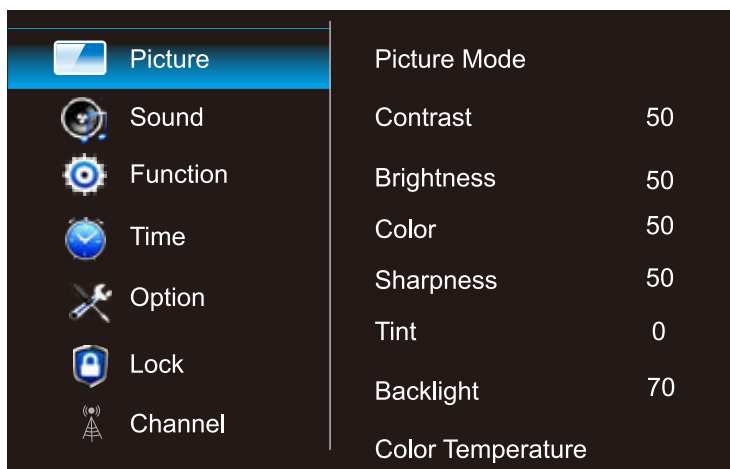 Picture
Sound
Function
Time
Option
Lock
Channel
Picture Mode
Contrast 50
Brightness 50
Color 50
Sharpness 50
Tint 0
Backlight 70
Color Temperature